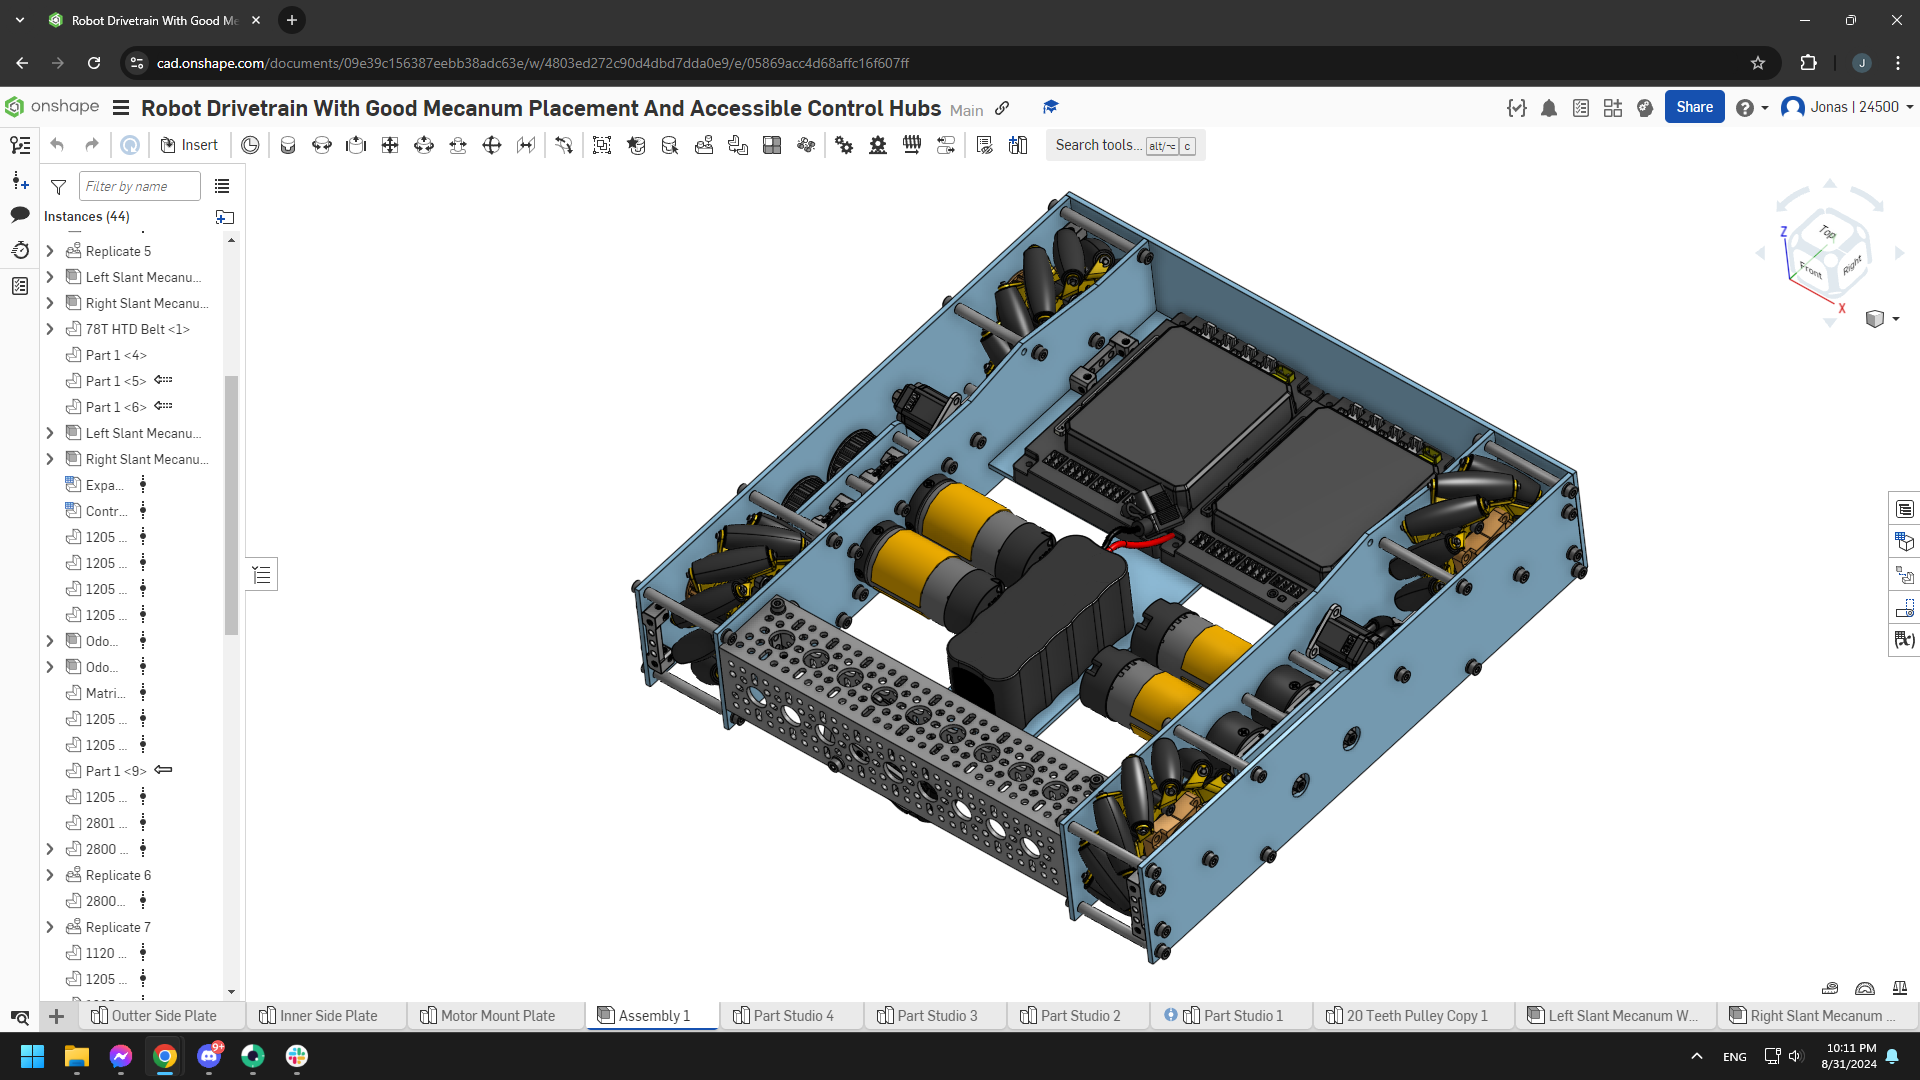 Robot Drivetrain With Good Me
cad.onshape.com/documents/09e39c156387eebb38adc63e/w/4803ed272c90d4dbd7dda0e9/e/05869acc4d68affc16f607ff
J
onshape
Robot Drivetrain With Good Mecanum Placement And Accessible Control Hubs Main
Share
Jonas | 24500
Insert
Search tools... alt/⌥ c
Filter by name
Instances (44)
Replicate 5
Left Slant Mecanu...
Right Slant Mecanu...
78T HTD Belt <1>
Part 1 <4>
Part 1 <5>
Part 1 <6>
Left Slant Mecanu...
Right Slant Mecanu...
Expa...
Contr...
1205 ...
1205 ...
1205 ...
1205 ...
Odo...
Odo...
Matri...
1205 ...
1205 ...
Part 1 <9>
1205 ...
2801 ...
2800 ...
Replicate 6
2800...
Replicate 7
1120 ...
1205 ...
Z
Top
Front
Right
X
Outter Side Plate
Inner Side Plate
Motor Mount Plate
Assembly 1
Part Studio 4
Part Studio 3
Part Studio 2
Part Studio 1
20 Teeth Pulley Copy 1
Left Slant Mecanum W...
Right Slant Mecanum ...
9+
ENG
10:11 PM
8/31/2024